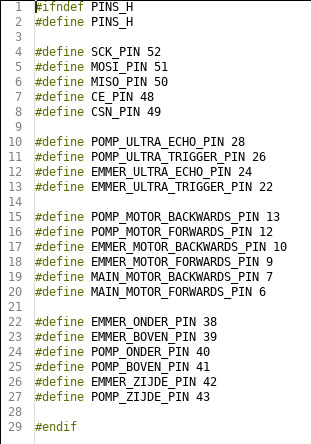 1 #ifndef PINS_H
2 #define PINS_H
3
4 #define SCK_PIN 52
5 #define MOSI_PIN 51
6 #define MISO_PIN 50
7 #define CE_PIN 48
8 #define CSN_PIN 49
9
10 #define POMP_ULTRA_ECHO_PIN 28
11 #define POMP_ULTRA_TRIGGER_PIN 26
12 #define EMMER_ULTRA_ECHO_PIN 24
13 #define EMMER_ULTRA_TRIGGER_PIN 22
14
15 #define POMP_MOTOR_BACKWARDS_PIN 13
16 #define POMP_MOTOR_FORWARDS_PIN 12
17 #define EMMER_MOTOR_BACKWARDS_PIN 10
18 #define EMMER_MOTOR_FORWARDS_PIN 9
19 #define MAIN_MOTOR_BACKWARDS_PIN 7
20 #define MAIN_MOTOR_FORWARDS_PIN 6
21
22 #define EMMER_ONDER_PIN 38
23 #define EMMER_BOVEN_PIN 39
24 #define POMP_ONDER_PIN 40
25 #define POMP_BOVEN_PIN 41
26 #define EMMER_ZIJDE_PIN 42
27 #define POMP_ZIJDE_PIN 43
28
29 #endif